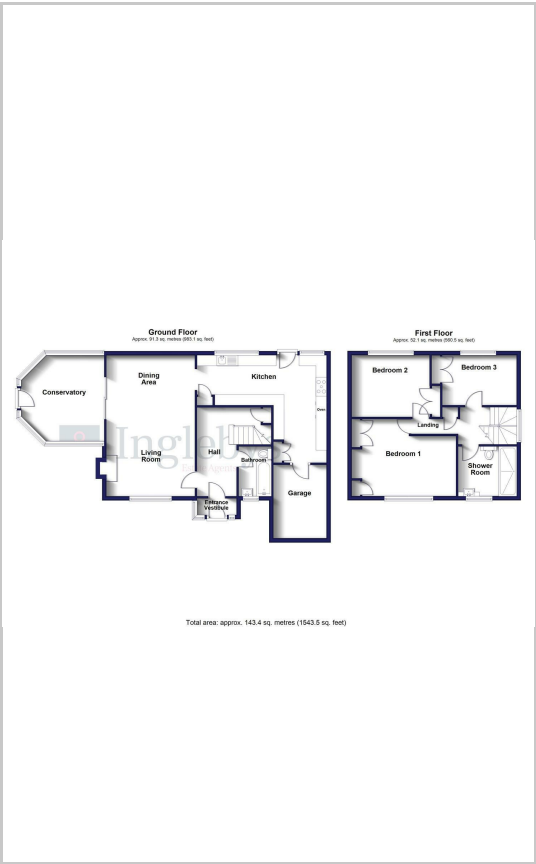 Ground Floor
Approx. 91.3 sq. metres (983.1 sq. feet)
Conservatory
Dining
Area
Kitchen
Oven
Living
Room
Hall
Bathroom
Garage
Entrance
Vestibule
First Floor
Approx. 52.1 sq. metres (560.5 sq. feet)
Bedroom 2
Bedroom 3
Landing
Bedroom 1
Shower
Room
Total area: approx. 143.4 sq. metres (1543.5 sq. feet)